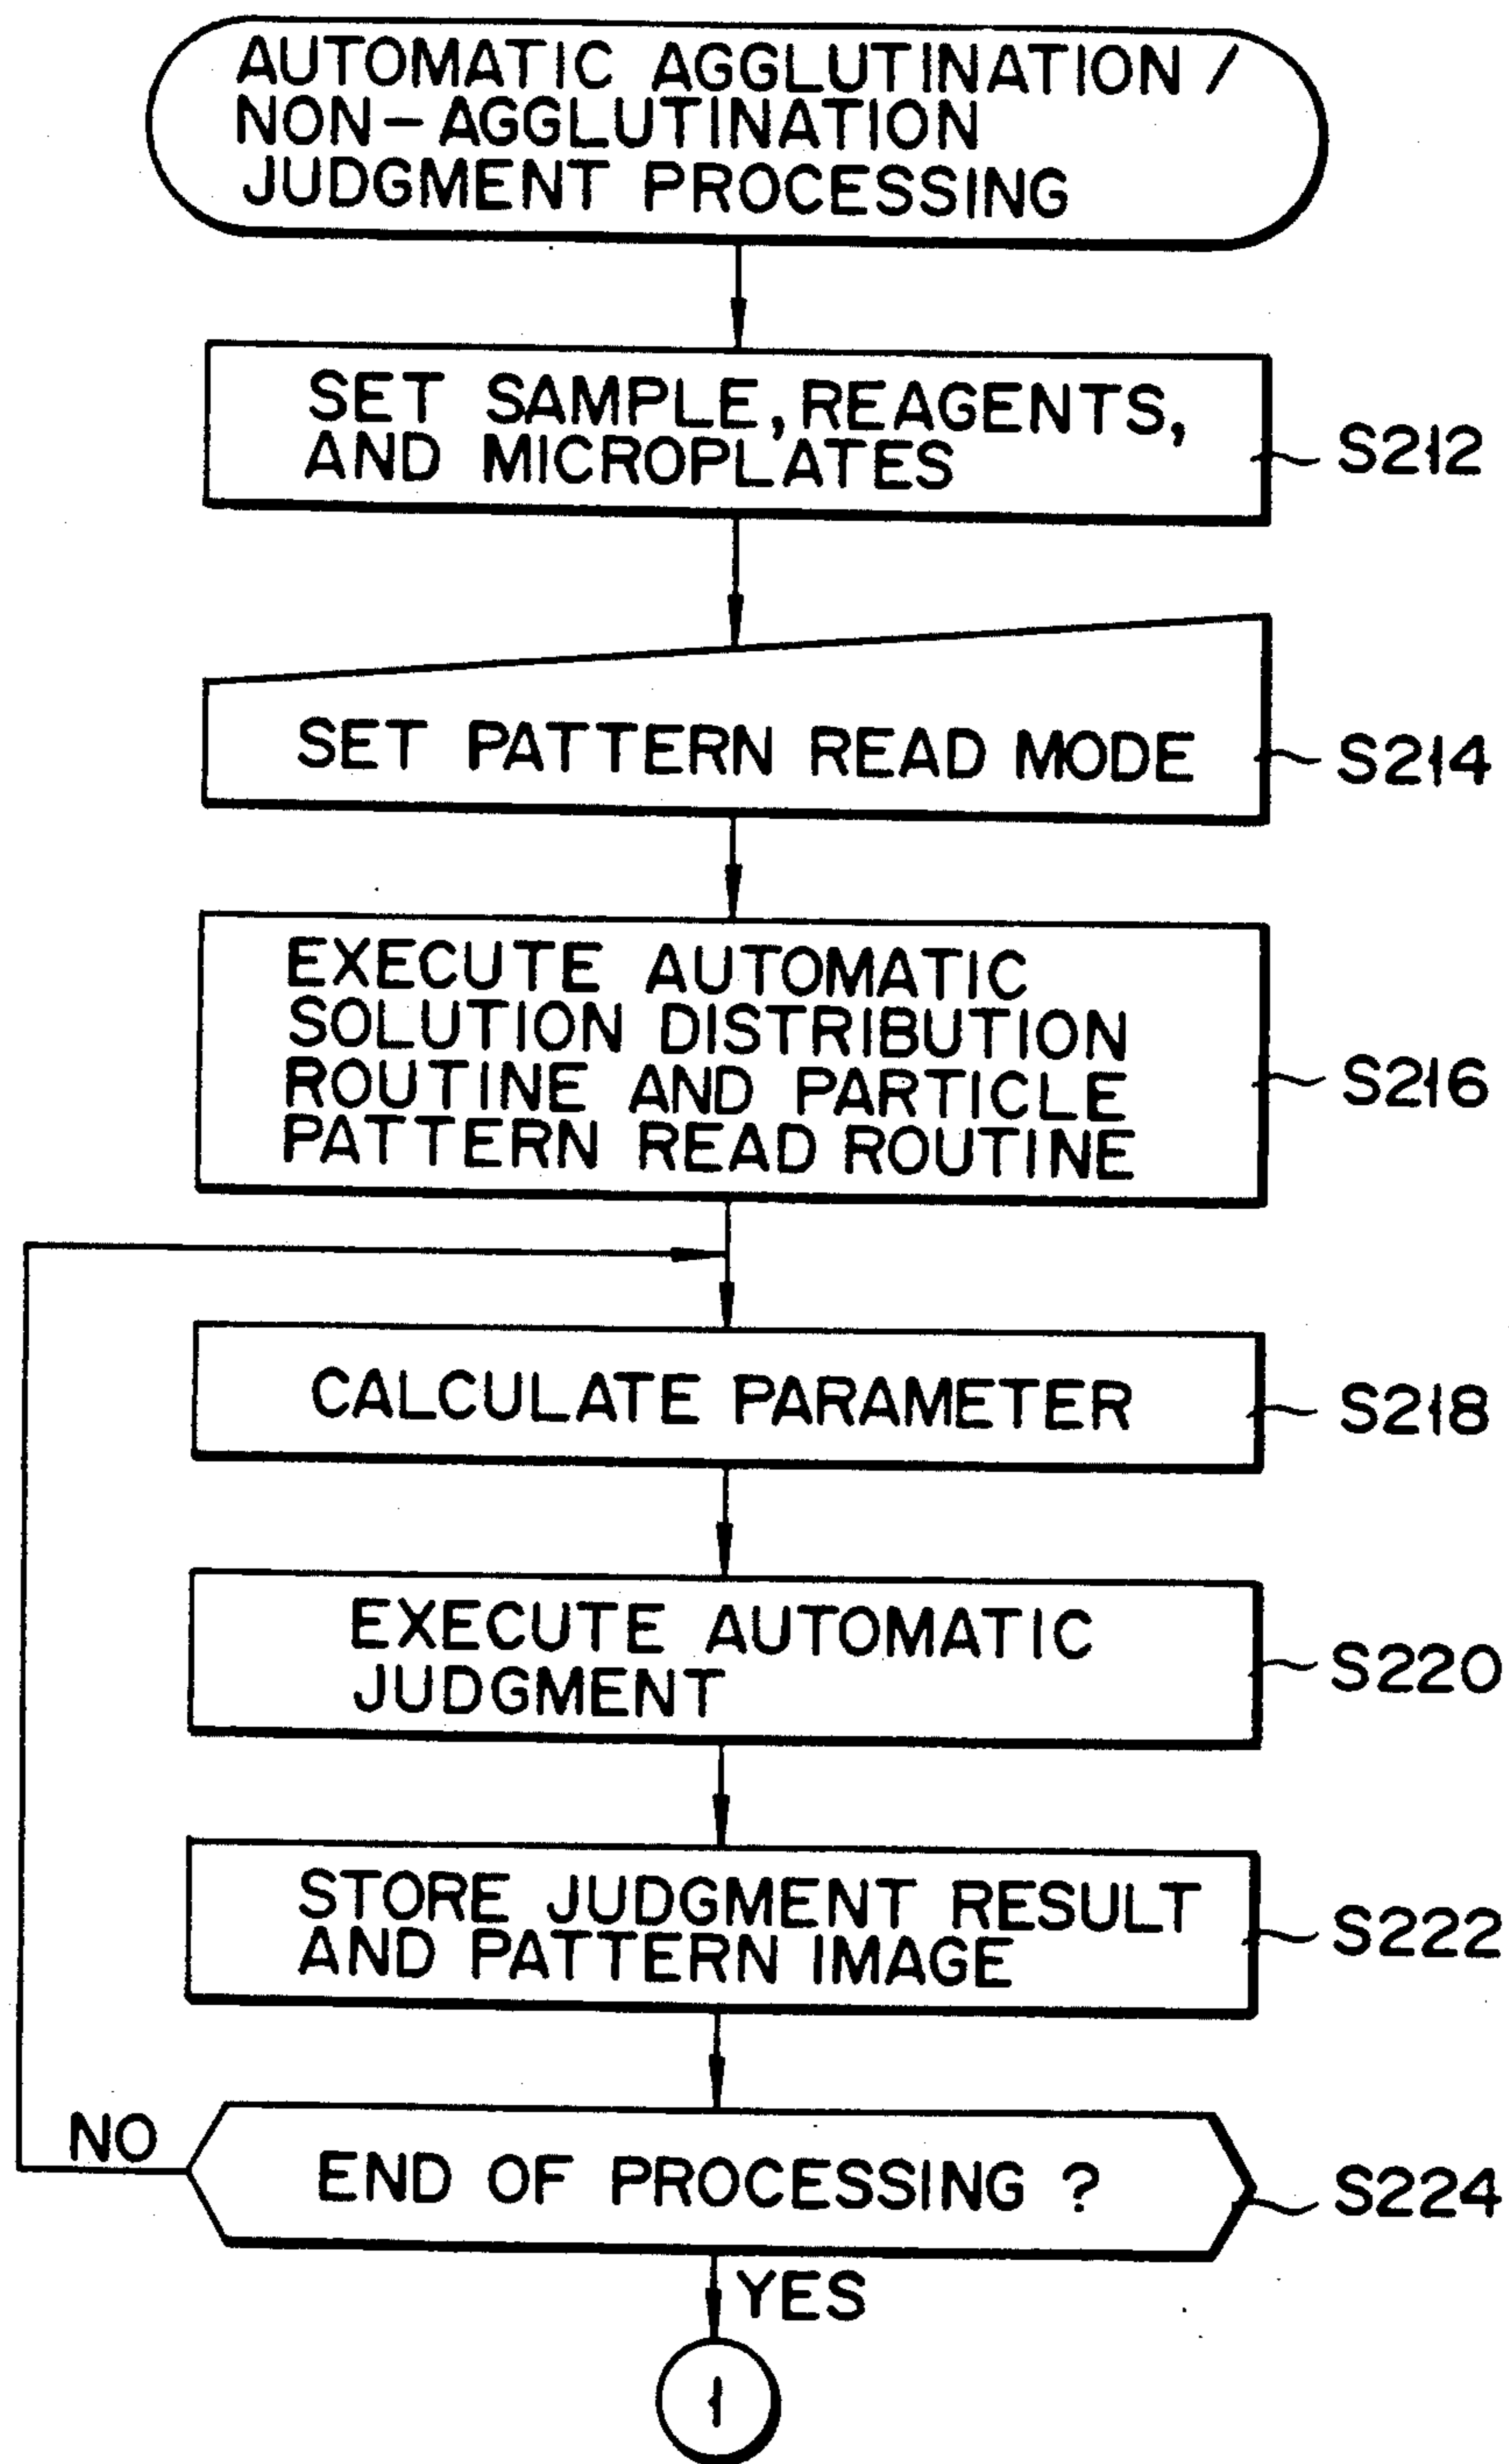 AUTOMATIC AGGLUTINATION /
NON-AGGLUTINATION
JUDGMENT PROCESSING
SET SAMPLE, REAGENTS,
AND MICROPLATES
S212
SET PATTERN READ MODE
S214
EXECUTE AUTOMATIC
SOLUTION DISTRIBUTION
ROUTINE AND PARTICLE
PATTERN READ ROUTINE
S216
CALCULATE PARAMETER
S218
EXECUTE AUTOMATIC
JUDGMENT
S220
STORE JUDGMENT RESULT
AND PATTERN IMAGE
S222
NO
END OF PROCESSING ?
S224
YES
1